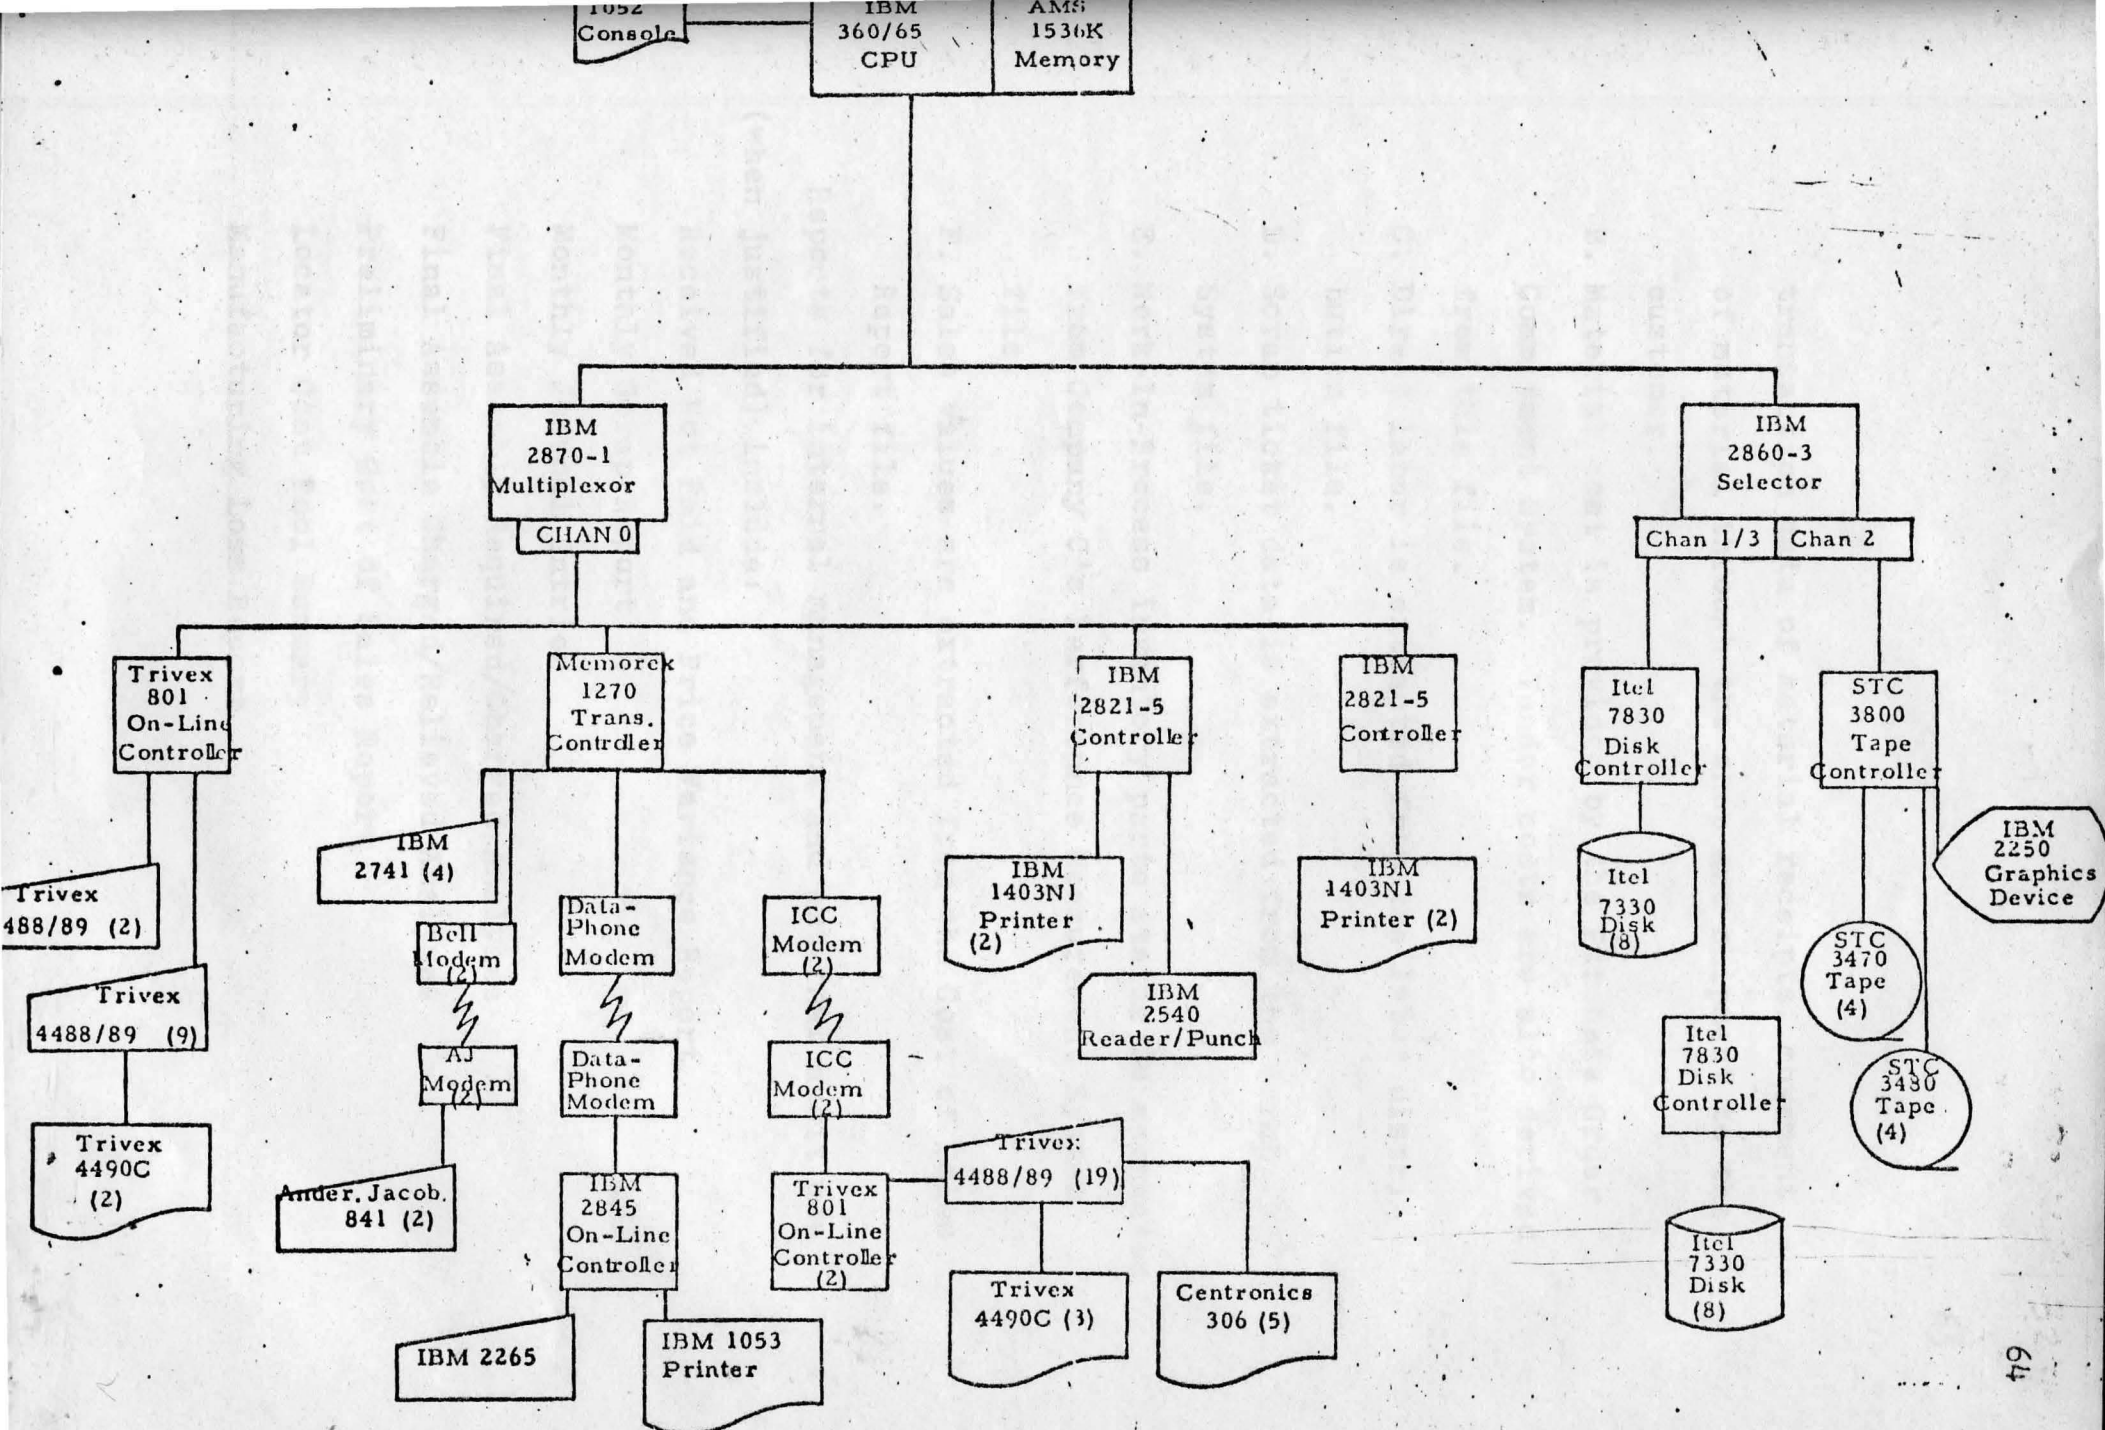 1052
Console
IBM
360/65
CPU
AMS
1536K
Memory
IBM
2870-1
Multiplexor
CHAN 0
IBM
2860-3
Selector
Chan 1/3
Chan 2
Trivex
801
On-Line
Controller
Memorex
1270
Trans.
Controller
IBM
2821-5
Controller
IBM
2821-5
Controller
Itel
7830
Disk
Controller
STC
3800
Tape
Controller
IBM
2250
Graphics
Device
Trivex
488/89 (2)
IBM
2741 (4)
Bell
Modem
(2)
Data-
Phone
Modem
ICC
Modem
(2)
IBM
1403N1
Printer
(2)
IBM
1403N1
Printer (2)
Itel
7330
Disk
(8)
STC
3470
Tape
(4)
Trivex
4488/89 (9)
AJ
Modem
(2)
Data-
Phone
Modem
ICC
Modem
(2)
IBM
2540
Reader/Punch
Itel
7830
Disk
Controller
STC
3480
Tape
(4)
Trivex
4490C
(2)
Ander. Jacob.
841 (2)
IBM
2845
On-Line
Controller
Trivex
801
On-Line
Controller
(2)
Trivex
4488/89 (19)
Itel
7330
Disk
(8)
IBM 2265
IBM 1053
Printer
Trivex
4490C (3)
Centronics
306 (5)
64